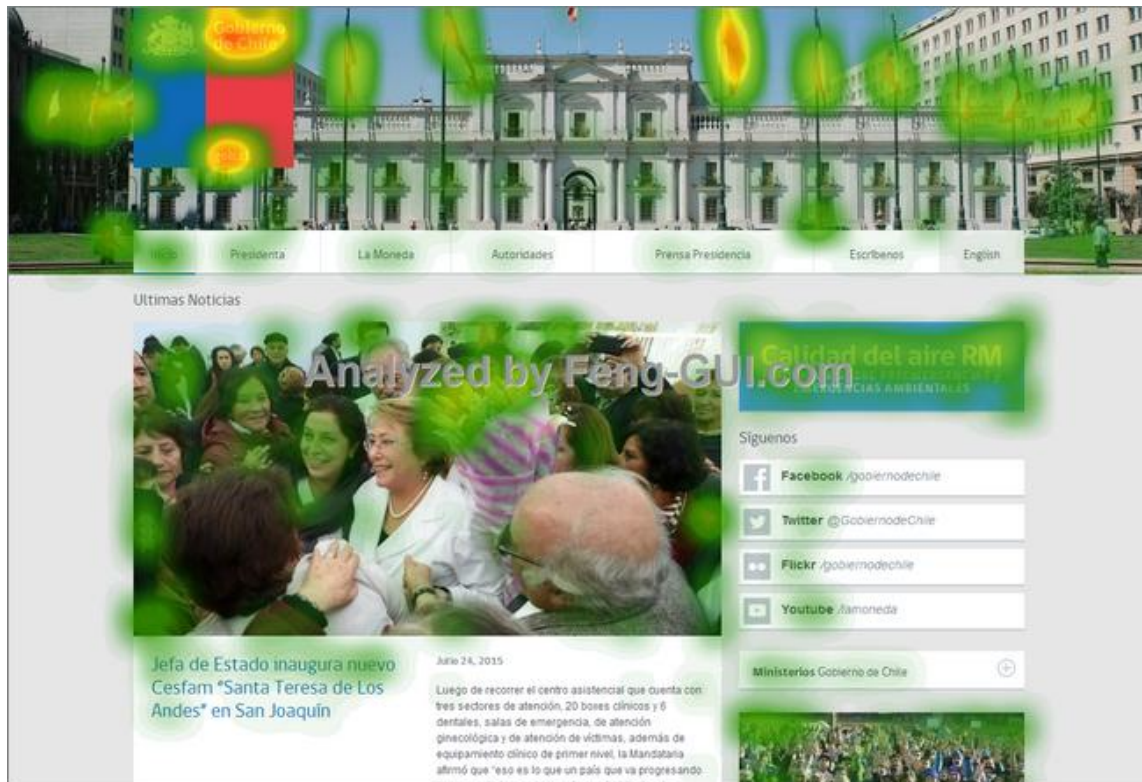 Gobierno
de Chile
Inicio
Presidenta
La Moneda
Autoridades
Prensa Presidencia
Escríbenos
English
Ultimas Noticias
Analyzed by Feng-GUI.com
Calidad del aire RM
EMERGENCIAS AMBIENTALES
Síguenos
Facebook /gobiernodechile
Twitter @GobiernodeChile
Flickr /gobiernodechile
Youtube /lamoneda
Ministerios Gobierno de Chile
Jefa de Estado inaugura nuevo
Cesfam "Santa Teresa de Los
Andes" en San Joaquín
Julio 24, 2015
Luego de recorrer el centro asistencial que cuenta con
tres sectores de atención, 20 boxes clínicos y 6
dentales, salas de emergencia, de atención
ginecológica y de atención de víctimas, además de
equipamiento clínico de primer nivel, la Mandataria
afirmó que "eso es lo que un país que va progresando